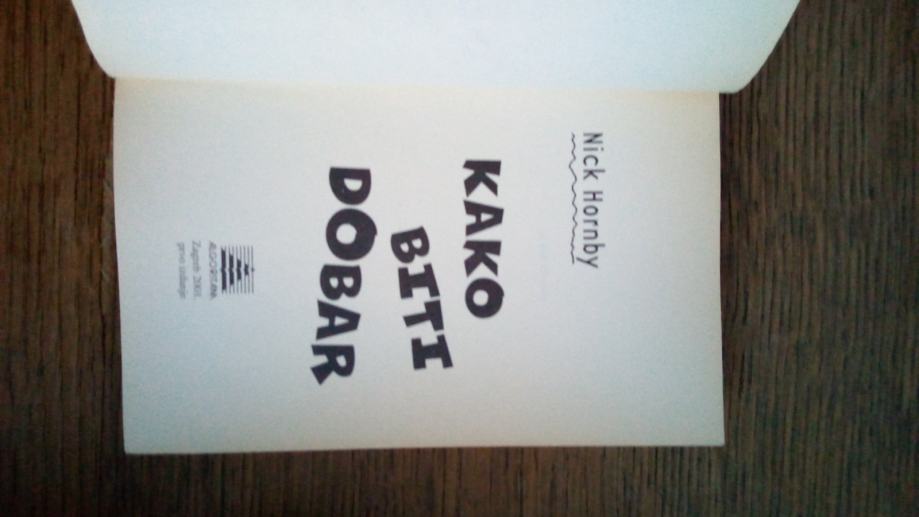 Nick Hornby
KAKO
BITI
DOBAR
ALGORITAM
Zagreb 2001.
prvo izdanje